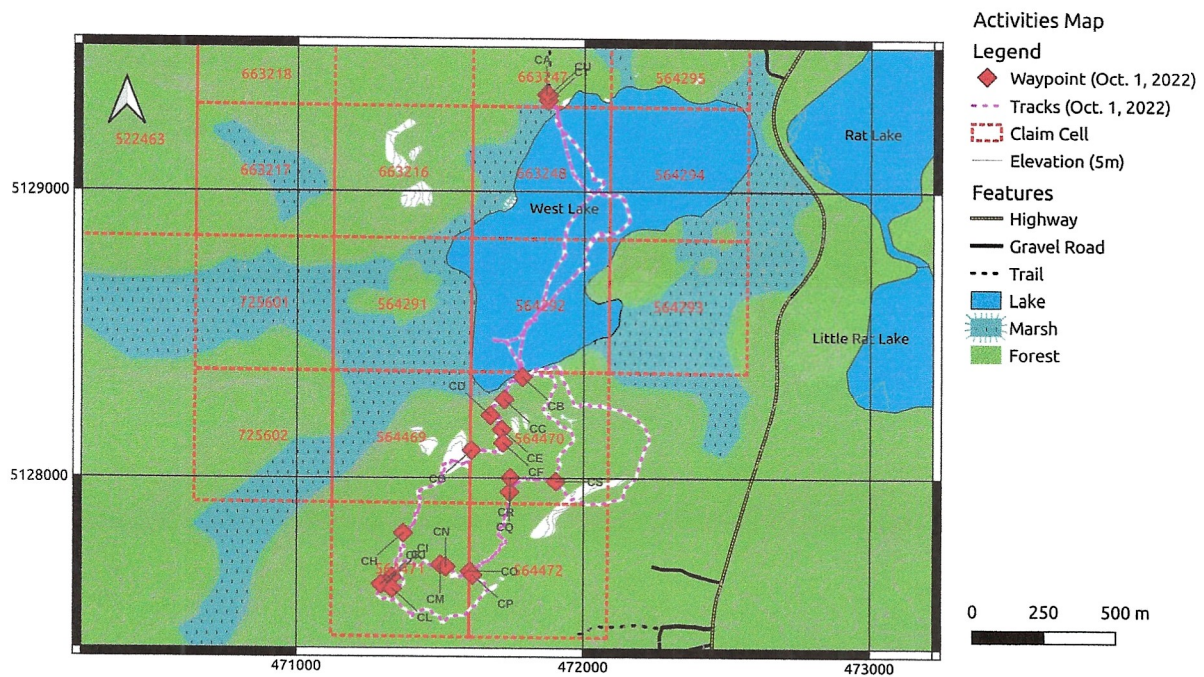 Activities Map
Legend
Waypoint (Oct. 1, 2022)
Tracks (Oct. 1, 2022)
Claim Cell
Elevation (5m)
Features
Highway
Gravel Road
Trail
Lake
Marsh
Forest
0 250 500 m
CA
CU
663218
663247
564295
522463
Rat Lake
663217
663216
663248
564294
5129000
West Lake
725601
564291
564292
564293
Little Rat Lake
CD
CB
CC
725602
564469
564470
CE
CF
5128000
CG
CS
CR
CQ
CN
CH
564472
CO
CM
CP
CL
471000
472000
473000